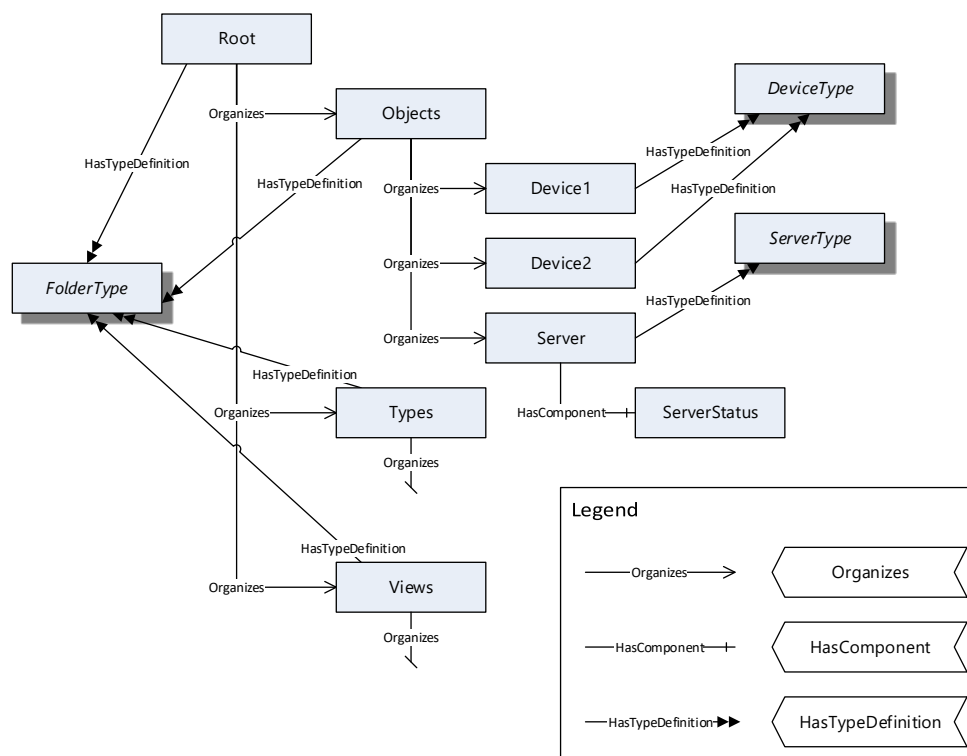 Root
Organizes
Objects
DeviceType
HasTypeDefinition
HasTypeDefinition
HasTypeDefinition
HasTypeDefinition
Organizes
Device1
ServerType
Organizes
Device2
FolderType
HasTypeDefinition
Organizes
Server
HasTypeDefinition
Organizes
Types
HasComponent
ServerStatus
Organizes
HasTypeDefinition
Organizes
Views
Organizes
Legend
Organizes
Organizes
HasComponent
HasComponent
HasTypeDefinition
HasTypeDefinition